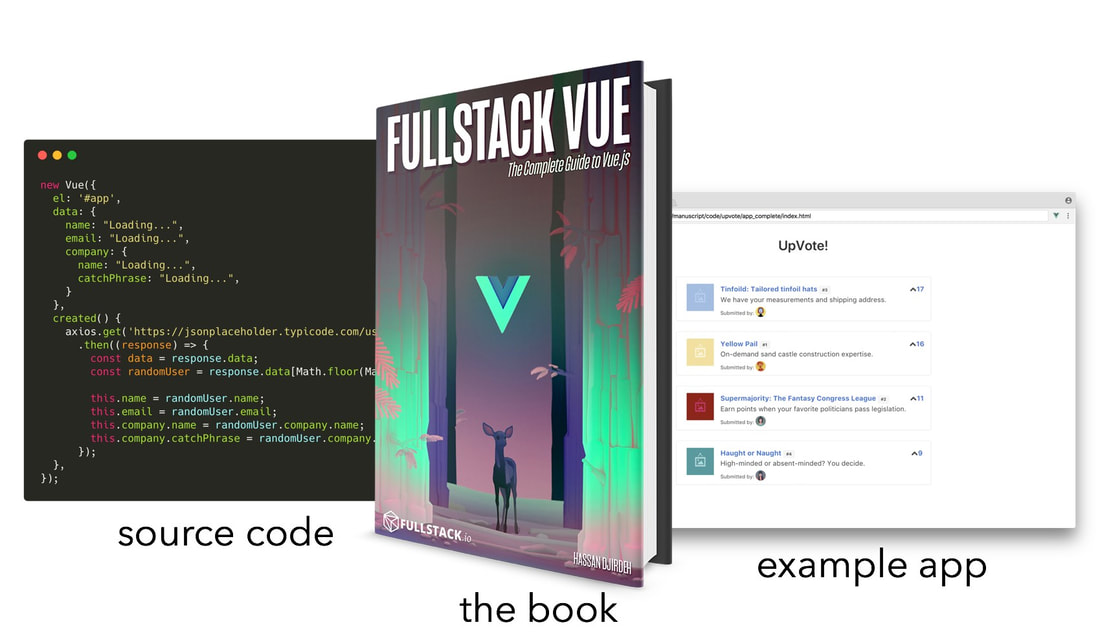 new Vue({
el: '#app',
data: {
name: "Loading...",
email: "Loading...",
company: {
name: "Loading...",
catchPhrase: "Loading...",
}
},
created() {
axios.get('https://jsonplaceholder.typicode.com/us
.then((response) => {
const data = response.data;
const randomUser = response.data[Math.floor(Ma
this.name = randomUser.name;
this.email = randomUser.email;
this.company.name = randomUser.company.name;
this.company.catchPhrase = randomUser.company.
});
},
});
source code
FULLSTACK VUE
The Complete Guide to Vue.js
FULLSTACK.io
HASSAN DJIRDEH
the book
/manuscript/code/upvote/app_complete/index.html
UpVote!
Tinfoild: Tailored tinfoil hats #3
17
We have your measurements and shipping address.
Submitted by:
Yellow Pail #1
16
On-demand sand castle construction expertise.
Submitted by:
Supermajority: The Fantasy Congress League #2
11
Earn points when your favorite politicians pass legislation.
Submitted by:
Haught or Naught #4
9
High-minded or absent-minded? You decide.
Submitted by:
example app